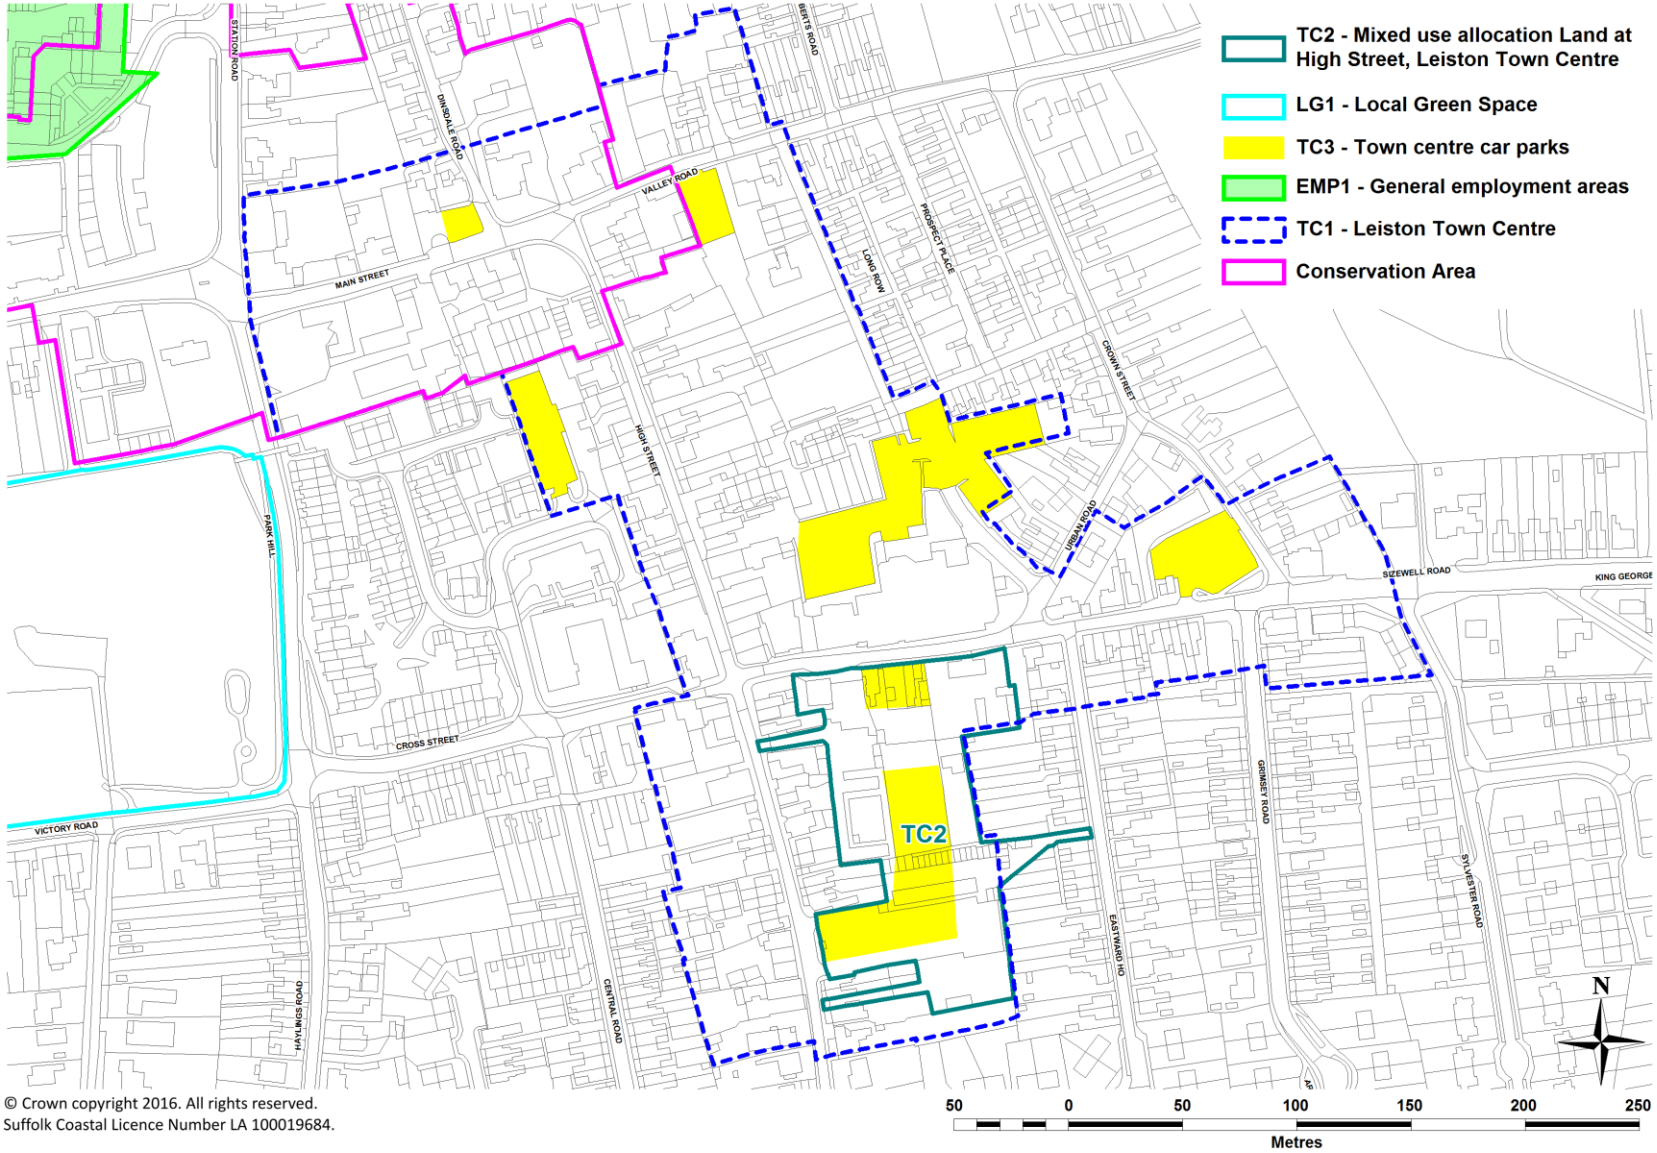 TC2 - Mixed use allocation Land at
High Street, Leiston Town Centre
LG1 - Local Green Space
TC3 - Town centre car parks
EMP1 - General employment areas
TC1 - Leiston Town Centre
Conservation Area
STATION ROAD
BERTS ROAD
DINSDALE ROAD
VALLEY ROAD
PROSPECT PLACE
LONG ROW
MAIN STREET
CROWN STREET
HIGH STREET
PARK HILL
URBAN ROAD
SIZEWELL ROAD
KING GEORGE
CROSS STREET
VICTORY ROAD
GRIMSEY ROAD
TC2
SYLVESTER ROAD
EASTWARD HO
HAYLINGS ROAD
CENTRAL ROAD
N
© Crown copyright 2016. All rights reserved.
Suffolk Coastal Licence Number LA 100019684.
50 0 50 100 150 200 250
Metres